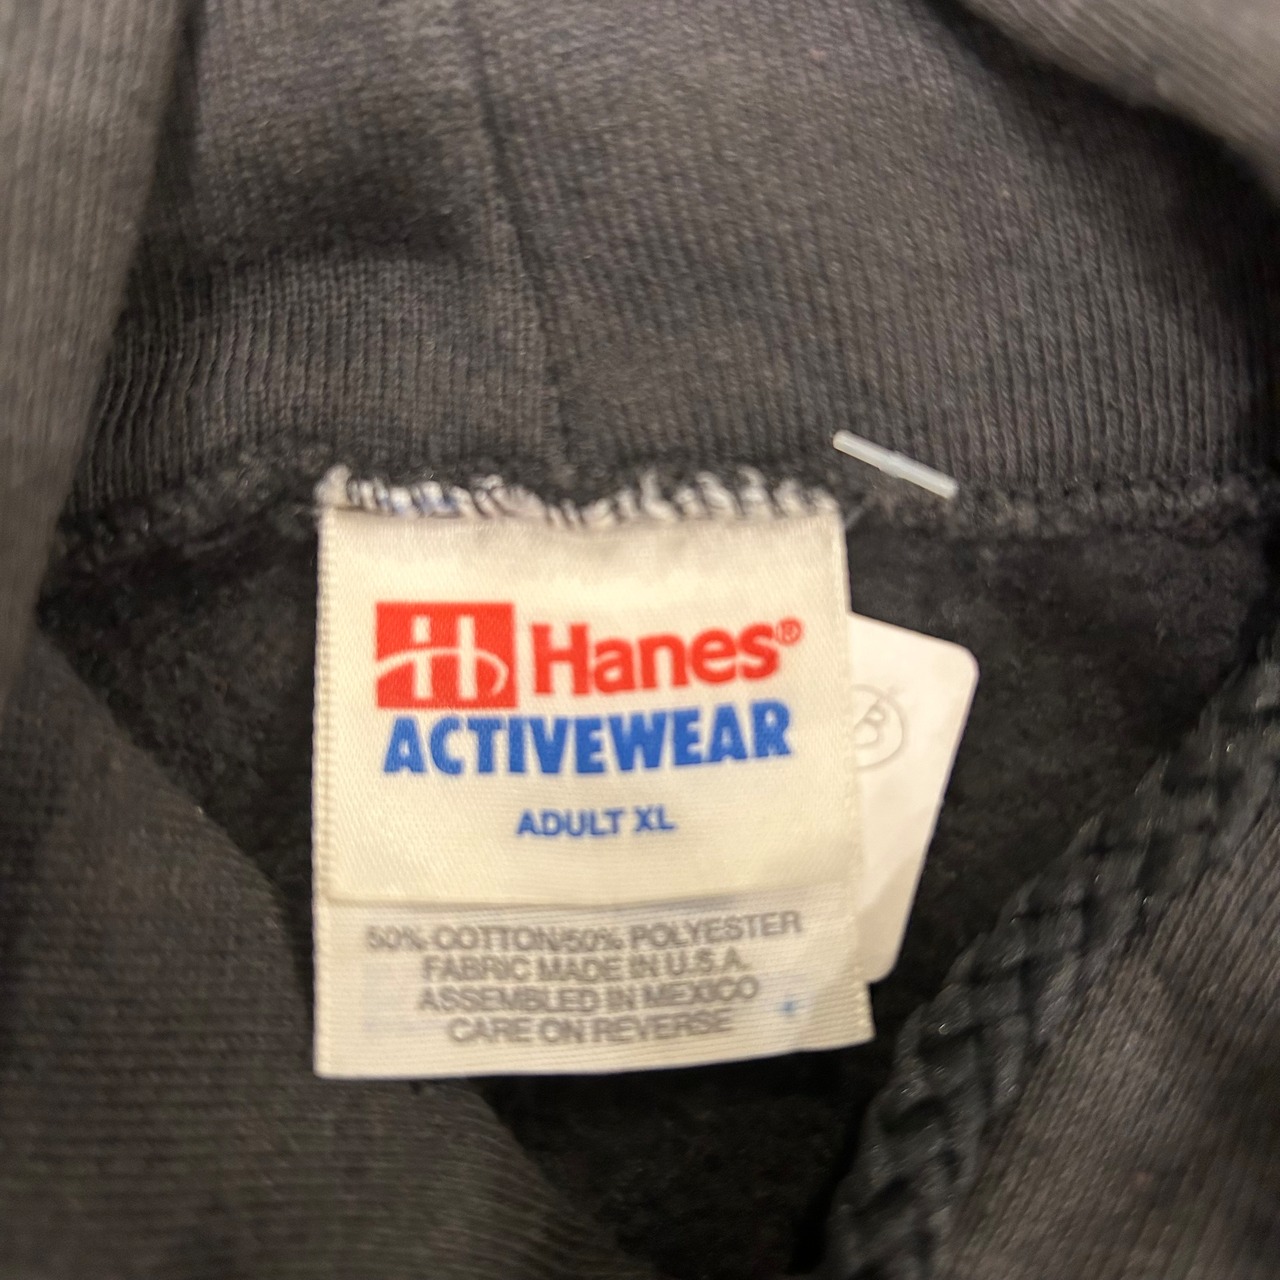 H Hanes®
ACTIVEWEAR
ADULT XL
50% COTTON/50% POLYESTER
FABRIC MADE IN U.S.A.
ASSEMBLED IN MEXICO
CARE ON REVERSE
B